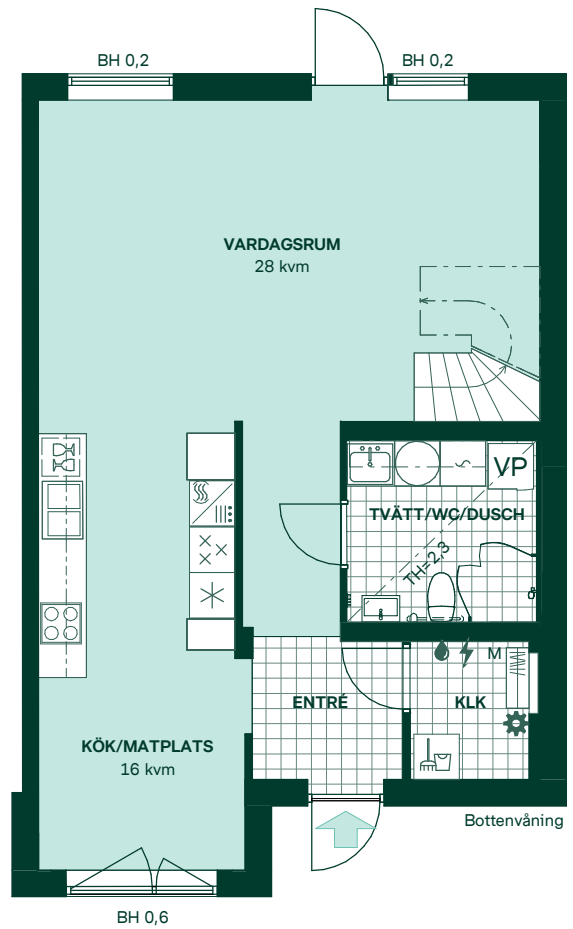 BH 0,2
BH 0,2
VARDAGSRUM
28 kvm
VP
TVÄTT/WC/DUSCH
TH=2,3
M
ENTRÉ
KLK
KÖK/MATPLATS
16 kvm
Bottenvåning
BH 0,6